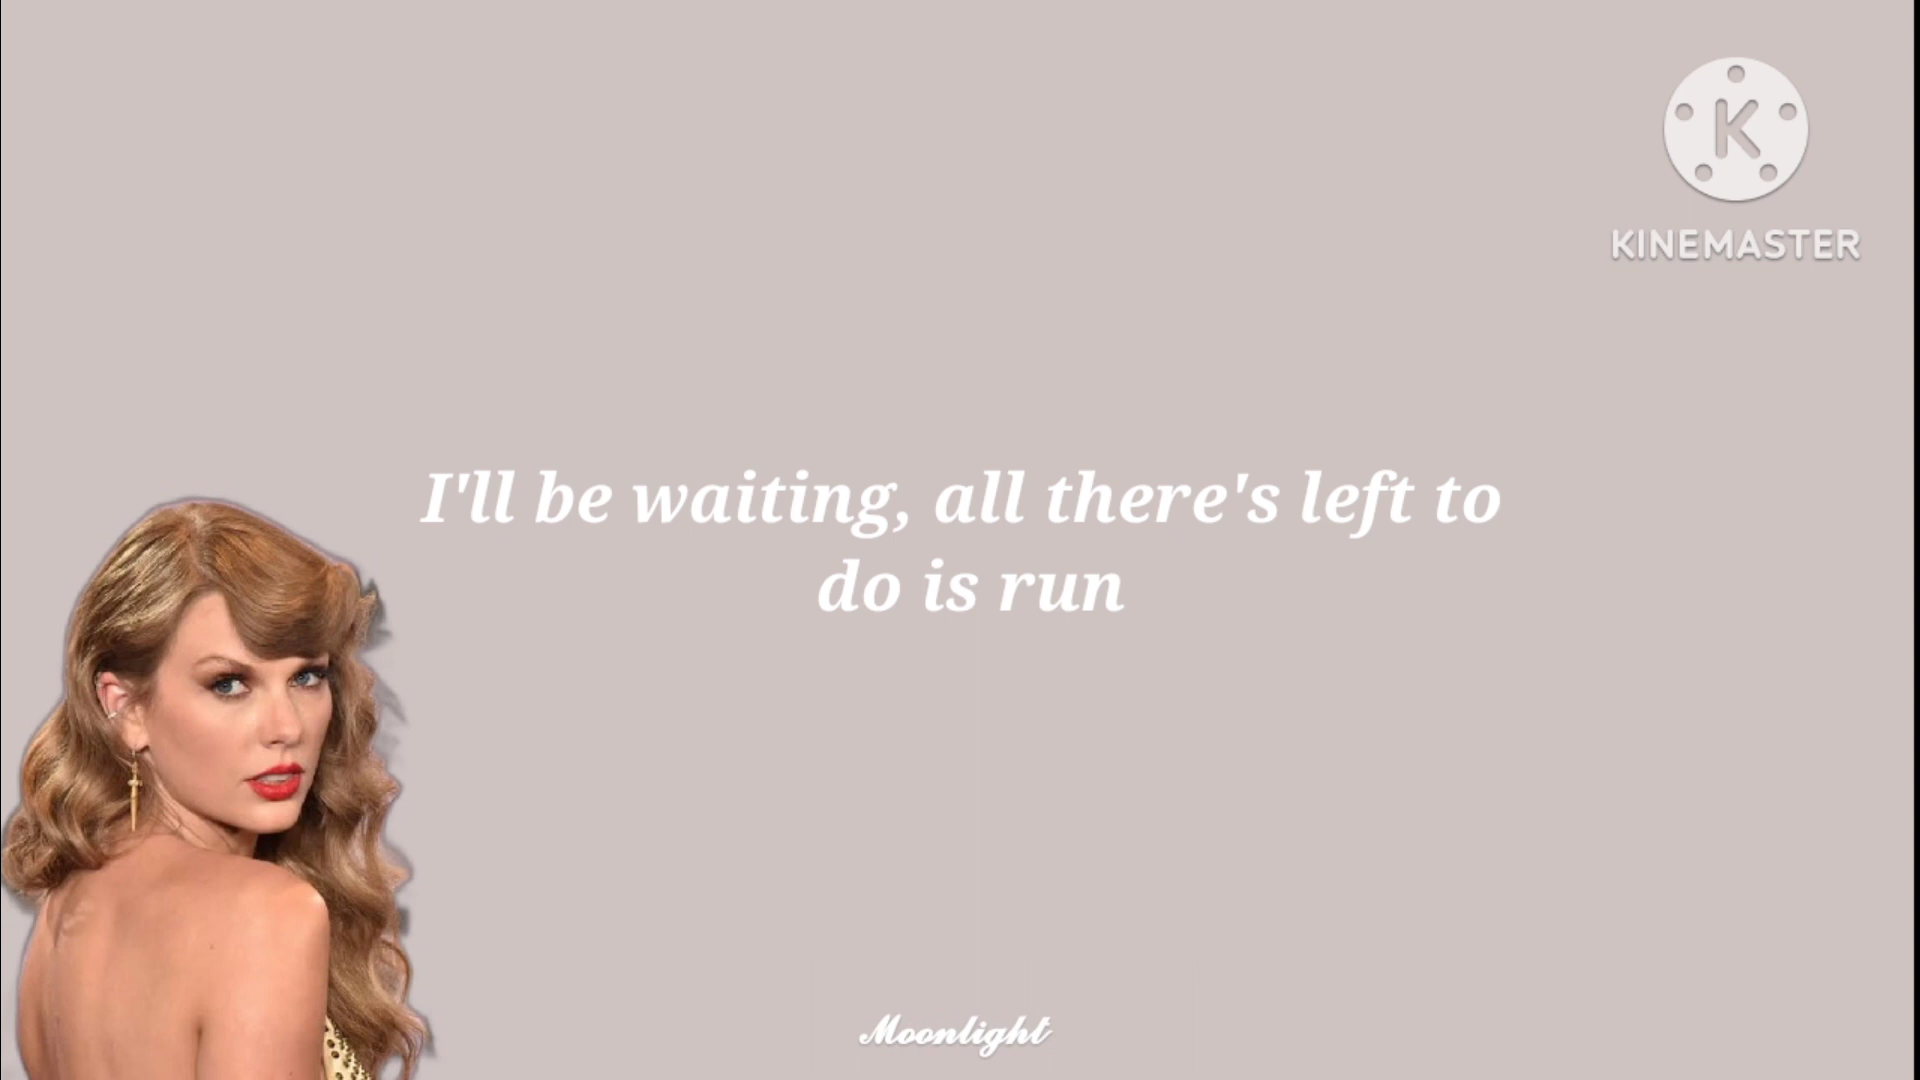 KINEMASTER
I'll be waiting, all there's left to
do is run
Moonlight